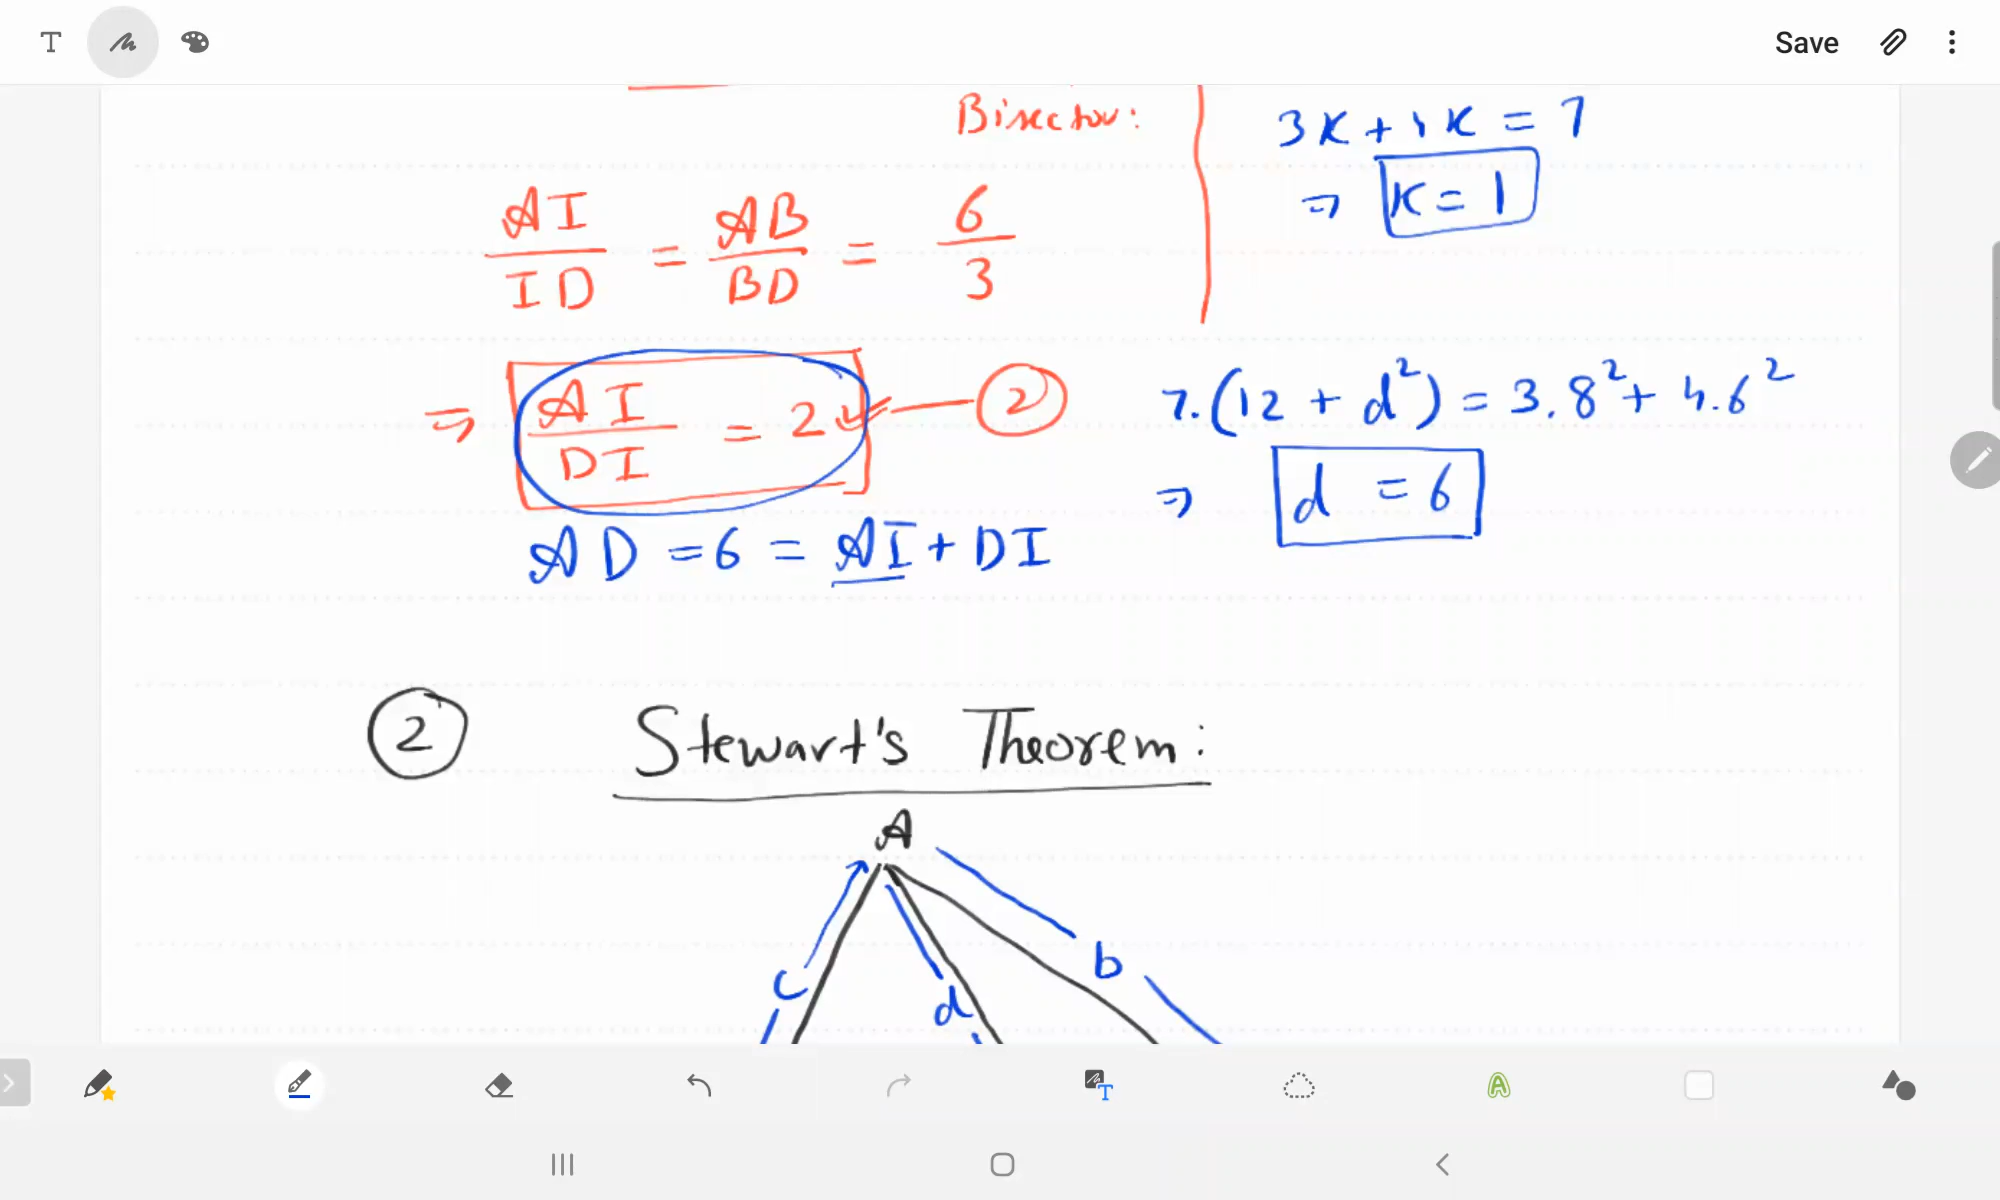 T Save
Bisector:
3K + 4K = 7
⇒ K = 1
AI/ID = AB/BD = 6/3
⇒ AI/DI = 2 — ②
7.(12 + d²) = 3.8² + 4.6²
⇒ d = 6
AD = 6 = AI + DI
② Stewart's Theorem:
A
c d b